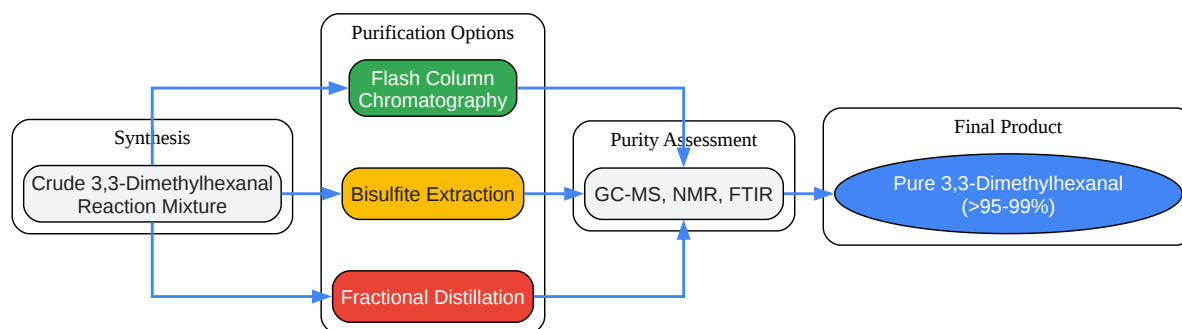 Synthesis
Crude 3,3-Dimethylhexanal
Reaction Mixture
Purification Options
Flash Column
Chromatography
Bisulfite Extraction
Fractional Distillation
Purity Assessment
GC-MS, NMR, FTIR
Final Product
Pure 3,3-Dimethylhexanal
(>95-99%)